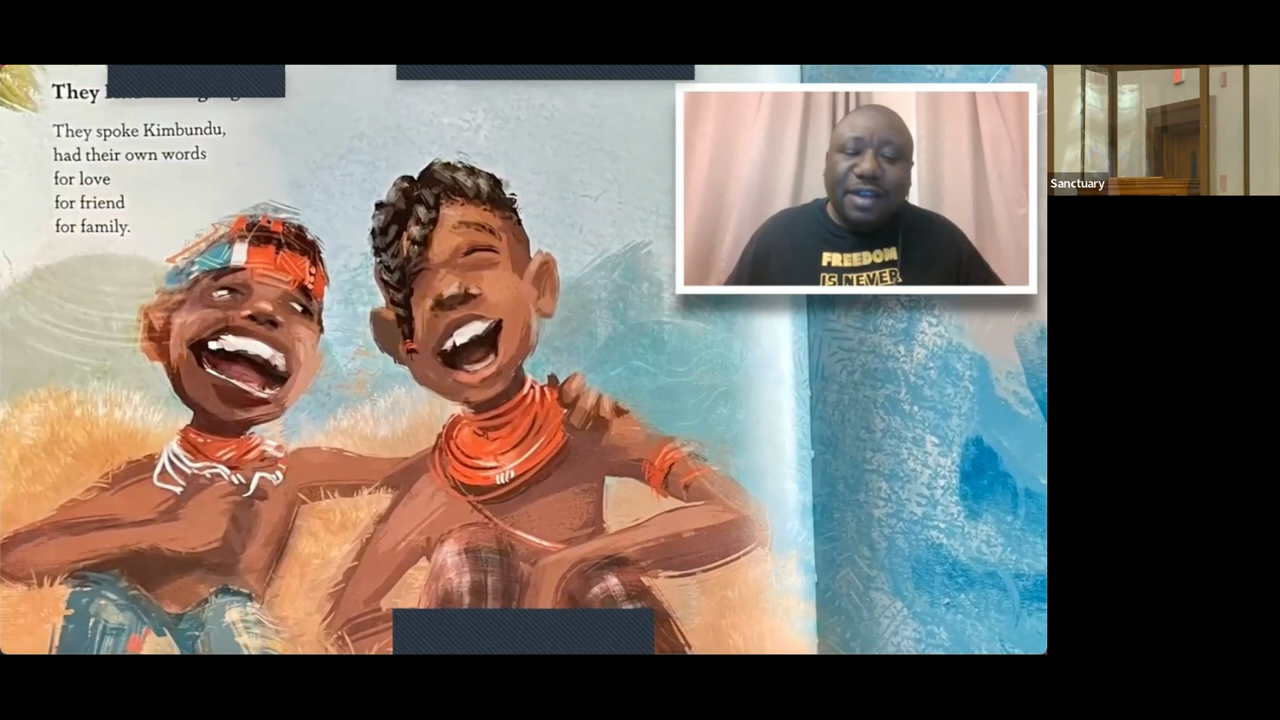 They
They spoke Kimbundu,
had their own words
for love
for friend
for family.
FREEDOM
IS NEVER
Sanctuary